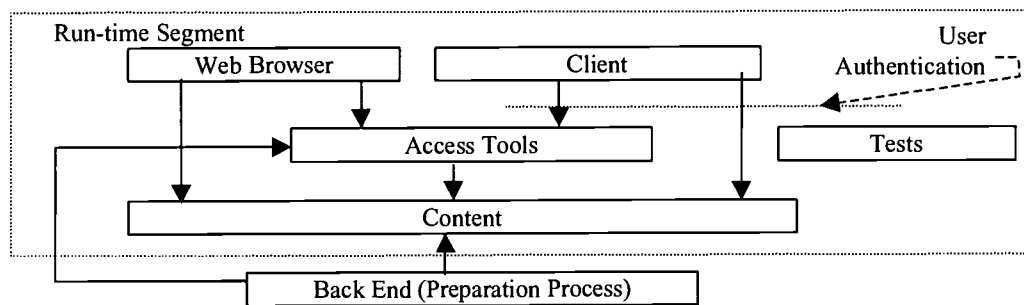 Run-time Segment
User
Authentication
Web Browser
Client
Access Tools
Tests
Content
Back End (Preparation Process)